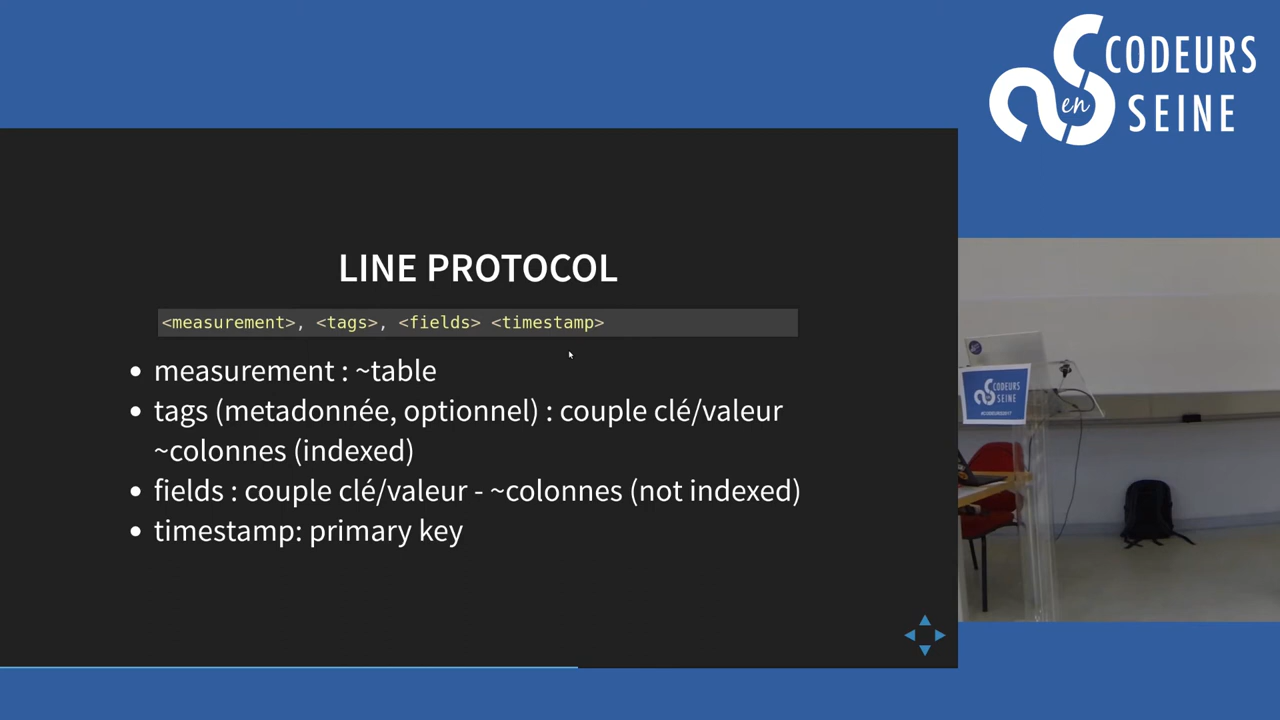 CODEURS
en
SEINE
LINE PROTOCOL
<measurement>, <tags>, <fields> <timestamp>
measurement : ~table
tags (metadonnée, optionnel) : couple clé/valeur
~colonnes (indexed)
fields : couple clé/valeur - ~colonnes (not indexed)
timestamp: primary key
CODEURS
en
SEINE